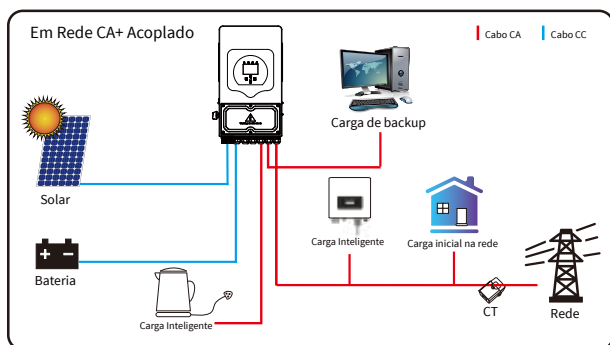 Em Rede CA+ Acoplado
Cabo CA
Cabo CC
Carga de backup
Solar
Carga Inteligente
Carga inicial na rede
Bateria
Carga Inteligente
CT
Rede